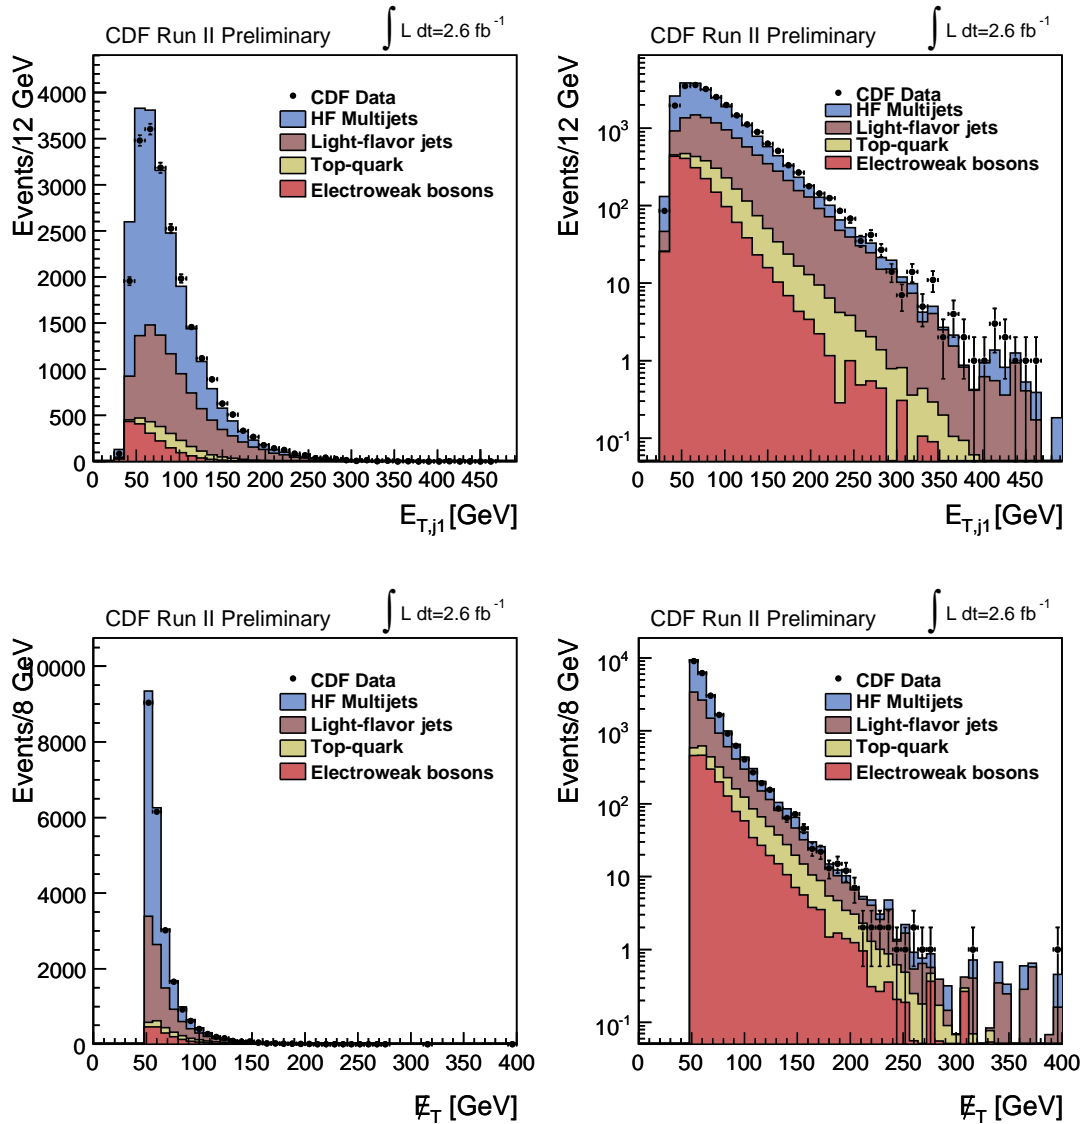 CDF Run II Preliminary ∫ L dt=2.6 fb⁻¹
Events/12 GeV
4000
3500
3000
2500
2000
1500
1000
500
0
CDF Data
HF Multijets
Light-flavor jets
Top-quark
Electroweak bosons
0 50 100 150 200 250 300 350 400 450
E_T,j1 [GeV]
CDF Run II Preliminary ∫ L dt=2.6 fb⁻¹
Events/12 GeV
10³
10²
10
1
10⁻¹
CDF Data
HF Multijets
Light-flavor jets
Top-quark
Electroweak bosons
0 50 100 150 200 250 300 350 400 450
E_T,j1 [GeV]
CDF Run II Preliminary ∫ L dt=2.6 fb⁻¹
Events/8 GeV
10000
8000
6000
4000
2000
0
CDF Data
HF Multijets
Light-flavor jets
Top-quark
Electroweak bosons
0 50 100 150 200 250 300 350 400
E̸_T [GeV]
CDF Run II Preliminary ∫ L dt=2.6 fb⁻¹
Events/8 GeV
10⁴
10³
10²
10
1
10⁻¹
CDF Data
HF Multijets
Light-flavor jets
Top-quark
Electroweak bosons
0 50 100 150 200 250 300 350 400
E̸_T [GeV]